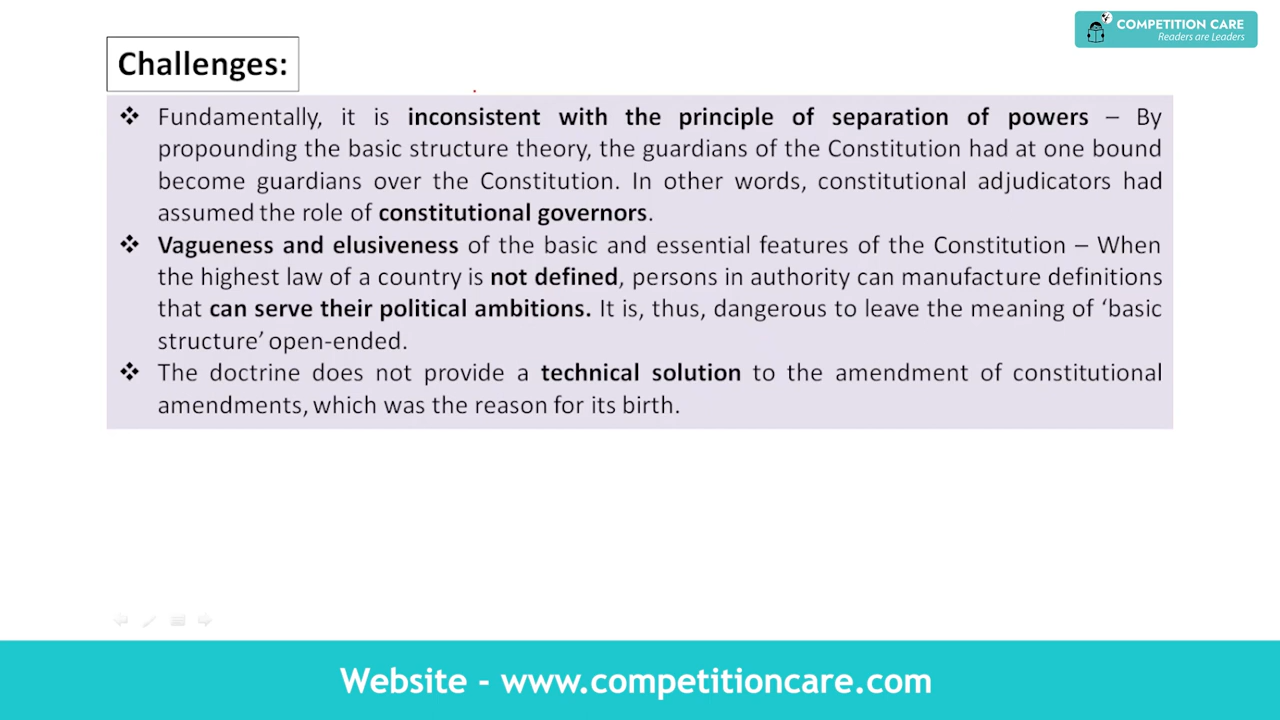 COMPETITION CARE
Readers are Leaders
Challenges:
❖ Fundamentally, it is inconsistent with the principle of separation of powers – By
propounding the basic structure theory, the guardians of the Constitution had at one bound
become guardians over the Constitution. In other words, constitutional adjudicators had
assumed the role of constitutional governors.
❖ Vagueness and elusiveness of the basic and essential features of the Constitution – When
the highest law of a country is not defined, persons in authority can manufacture definitions
that can serve their political ambitions. It is, thus, dangerous to leave the meaning of ‘basic
structure’ open-ended.
❖ The doctrine does not provide a technical solution to the amendment of constitutional
amendments, which was the reason for its birth.
Website - www.competitioncare.com